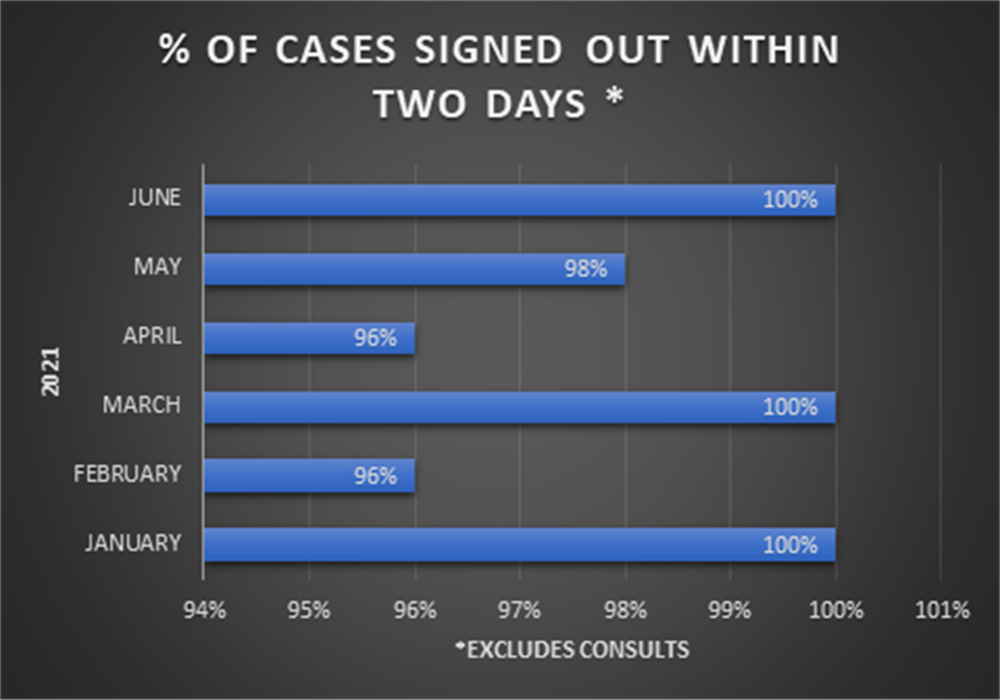 % OF CASES SIGNED OUT WITHIN
TWO DAYS *
JUNE
100%
MAY
98%
APRIL
96%
2021
MARCH
100%
FEBRUARY
96%
JANUARY
100%
94% 95% 96% 97% 98% 99% 100% 101%
*EXCLUDES CONSULTS